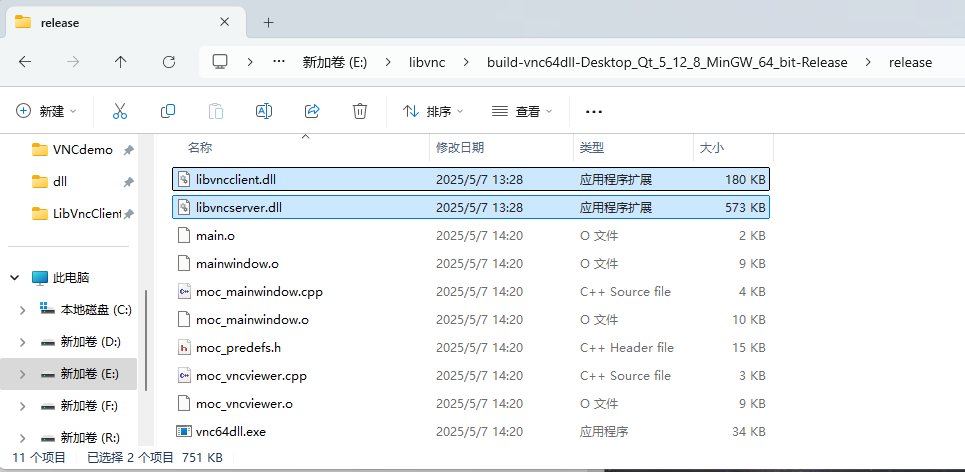 release
新加卷 (E:) libvnc build-vnc64dll-Desktop_Qt_5_12_8_MinGW_64_bit-Release release
新建 排序 查看
VNCdemo
dll
LibVncClient
此电脑
本地磁盘 (C:)
新加卷 (D:)
新加卷 (E:)
新加卷 (F:)
新加卷 (R:)
名称 修改日期 类型 大小
libvncclient.dll 2025/5/7 13:28 应用程序扩展 180 KB
libvncserver.dll 2025/5/7 13:28 应用程序扩展 573 KB
main.o 2025/5/7 14:20 O 文件 2 KB
mainwindow.o 2025/5/7 14:20 O 文件 9 KB
moc_mainwindow.cpp 2025/5/7 14:20 C++ Source file 4 KB
moc_mainwindow.o 2025/5/7 14:20 O 文件 10 KB
moc_predefs.h 2025/5/7 14:20 C++ Header file 15 KB
moc_vncviewer.cpp 2025/5/7 14:20 C++ Source file 3 KB
moc_vncviewer.o 2025/5/7 14:20 O 文件 9 KB
vnc64dll.exe 2025/5/7 14:20 应用程序 34 KB
11 个项目 已选择 2 个项目 751 KB